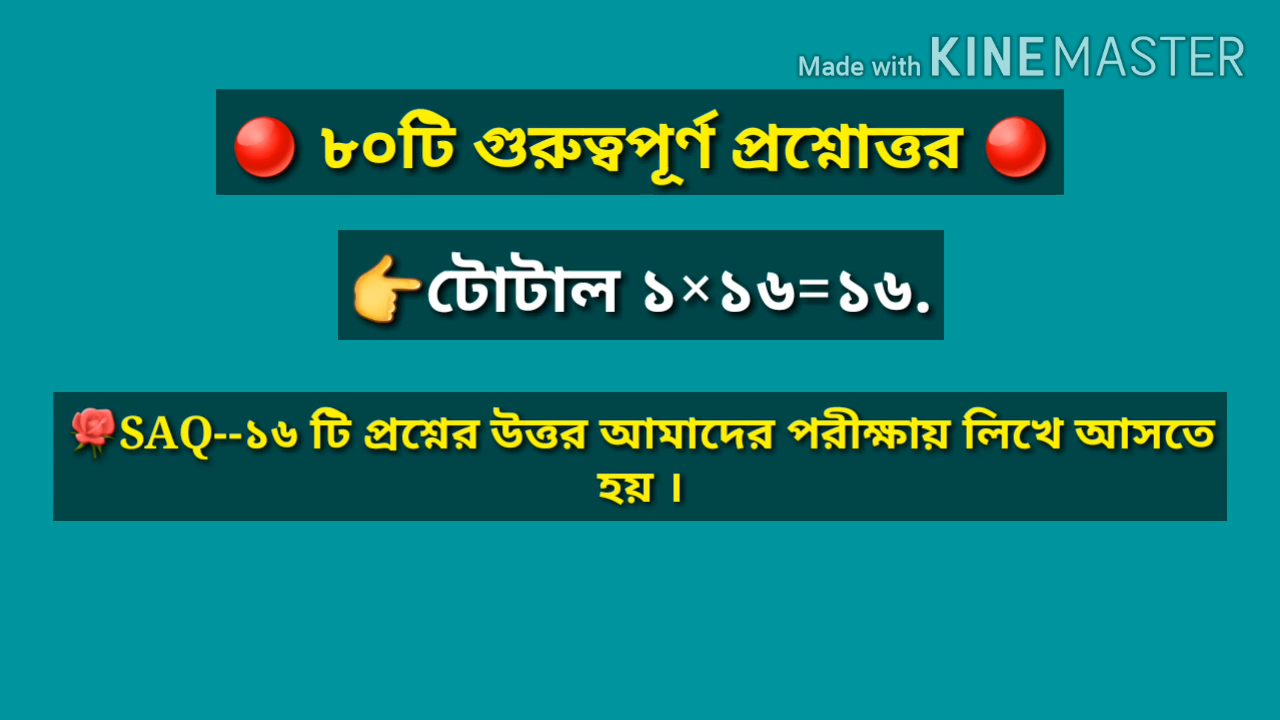 Made with KINEMASTER
🔴 ৮০টি গুরুত্বপূর্ণ প্রশ্নোত্তর 🔴
👉টোটাল ১×১৬=১৬.
🌹SAQ--১৬ টি প্রশ্নের উত্তর আমাদের পরীক্ষায় লিখে আসতে
হয় ।